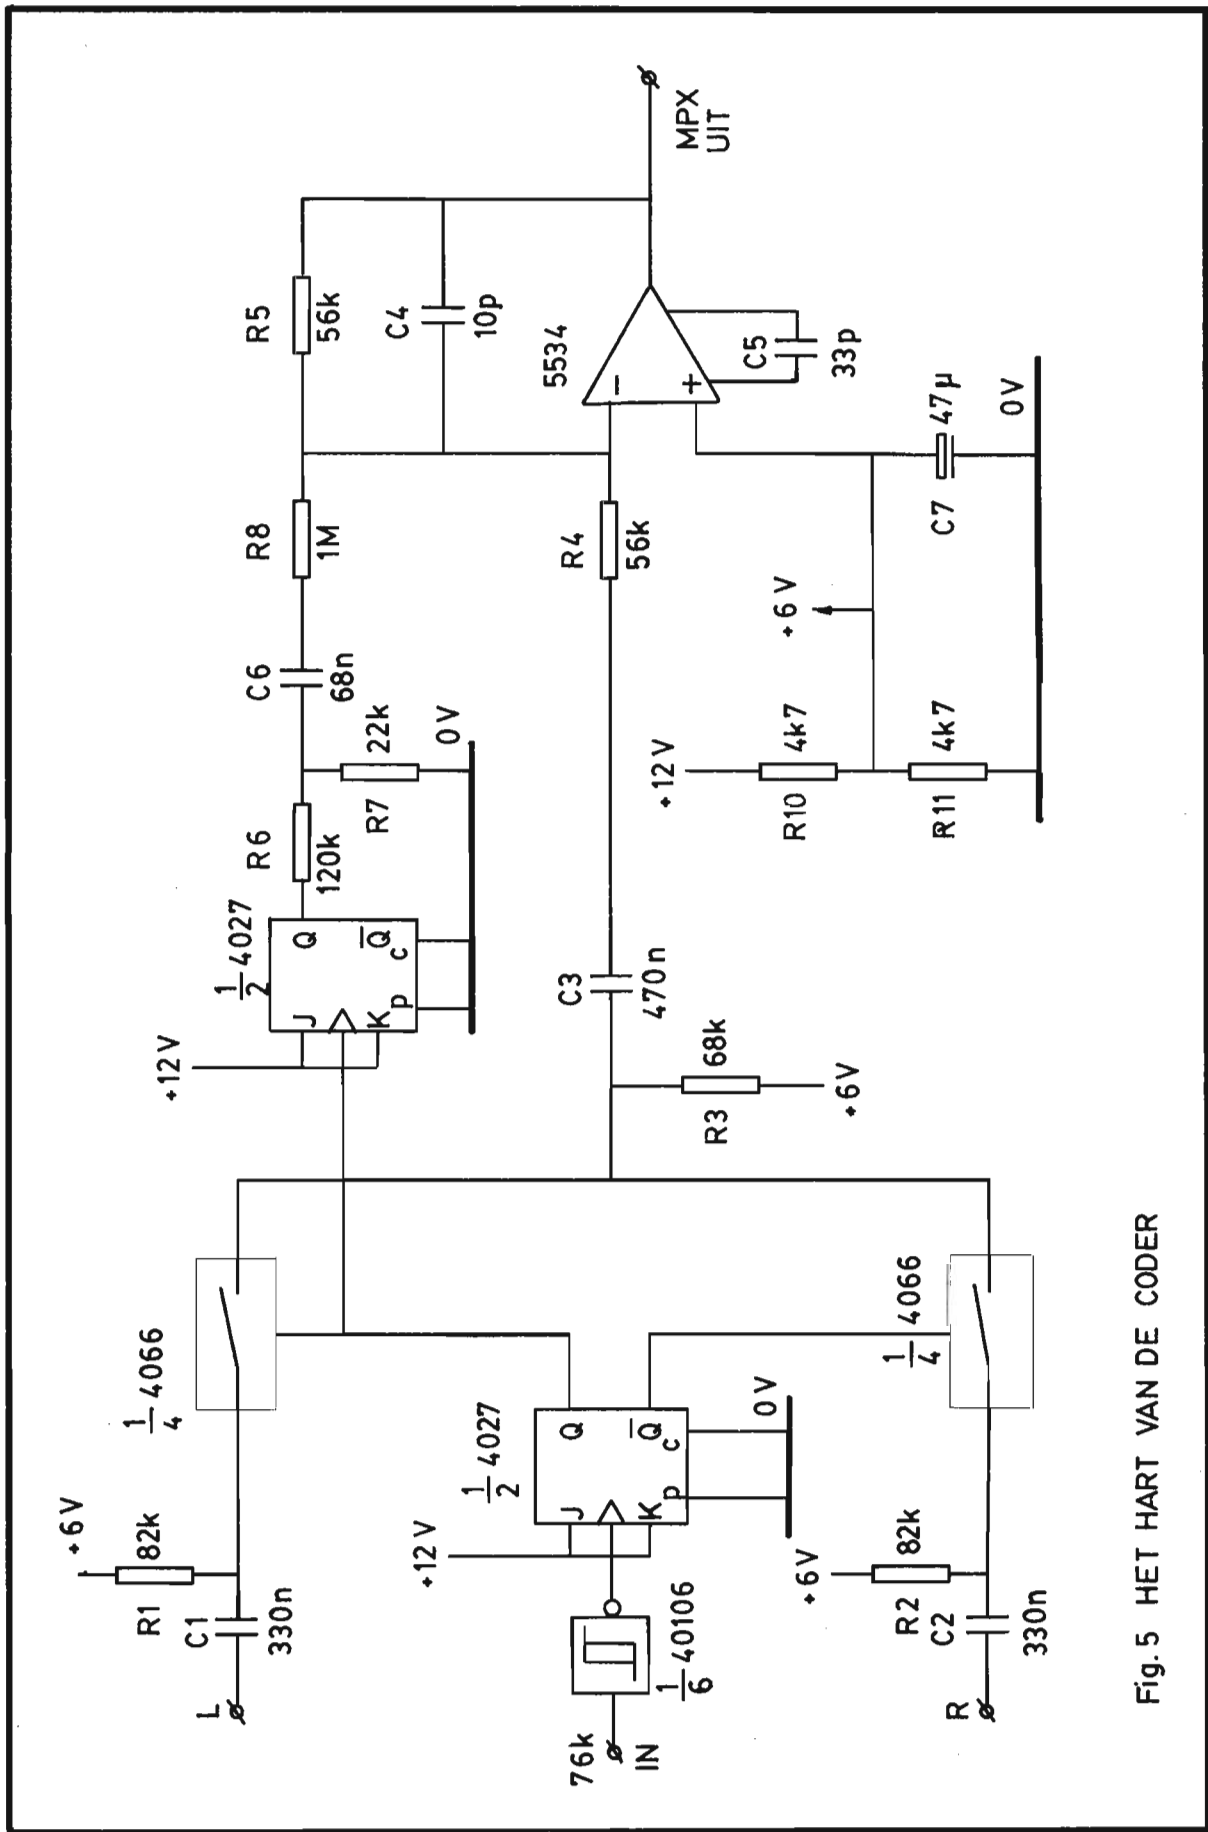 +6V
R1
82k
L
C1
330n
1/4 4066
+12V
1/2 4027
J
Q
K
Q̅
p
c
0V
76k
IN
1/6 40106
+6V
R2
82k
R
C2
330n
1/4 4066
+12V
1/2 4027
J
Q
K
Q̅
p
c
R6
120k
R7
22k
0V
C6
68n
R8
1M
R5
56k
C4
10p
R3
68k
+6V
C3
470n
R4
56k
5534
−
+
C5
33p
MPX
UIT
+12V
R10
4k7
R11
4k7
+6V
C7
47µ
0V
Fig. 5 HET HART VAN DE CODER